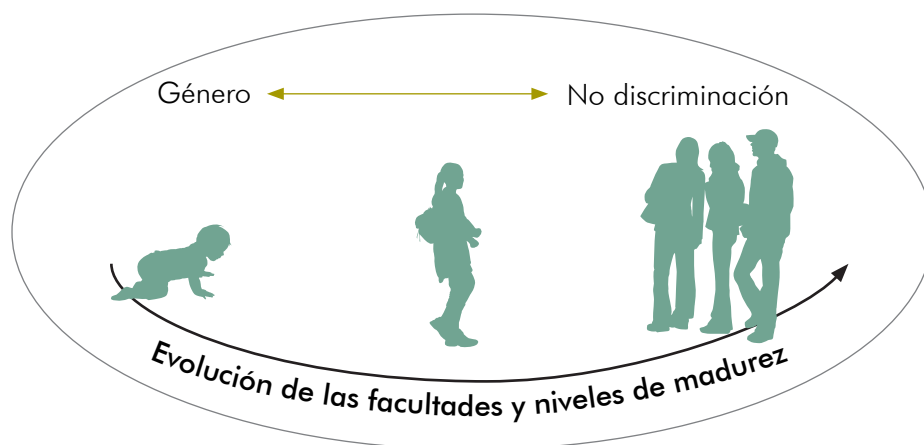 Género
No discriminación
Evolución de las facultades y niveles de madurez